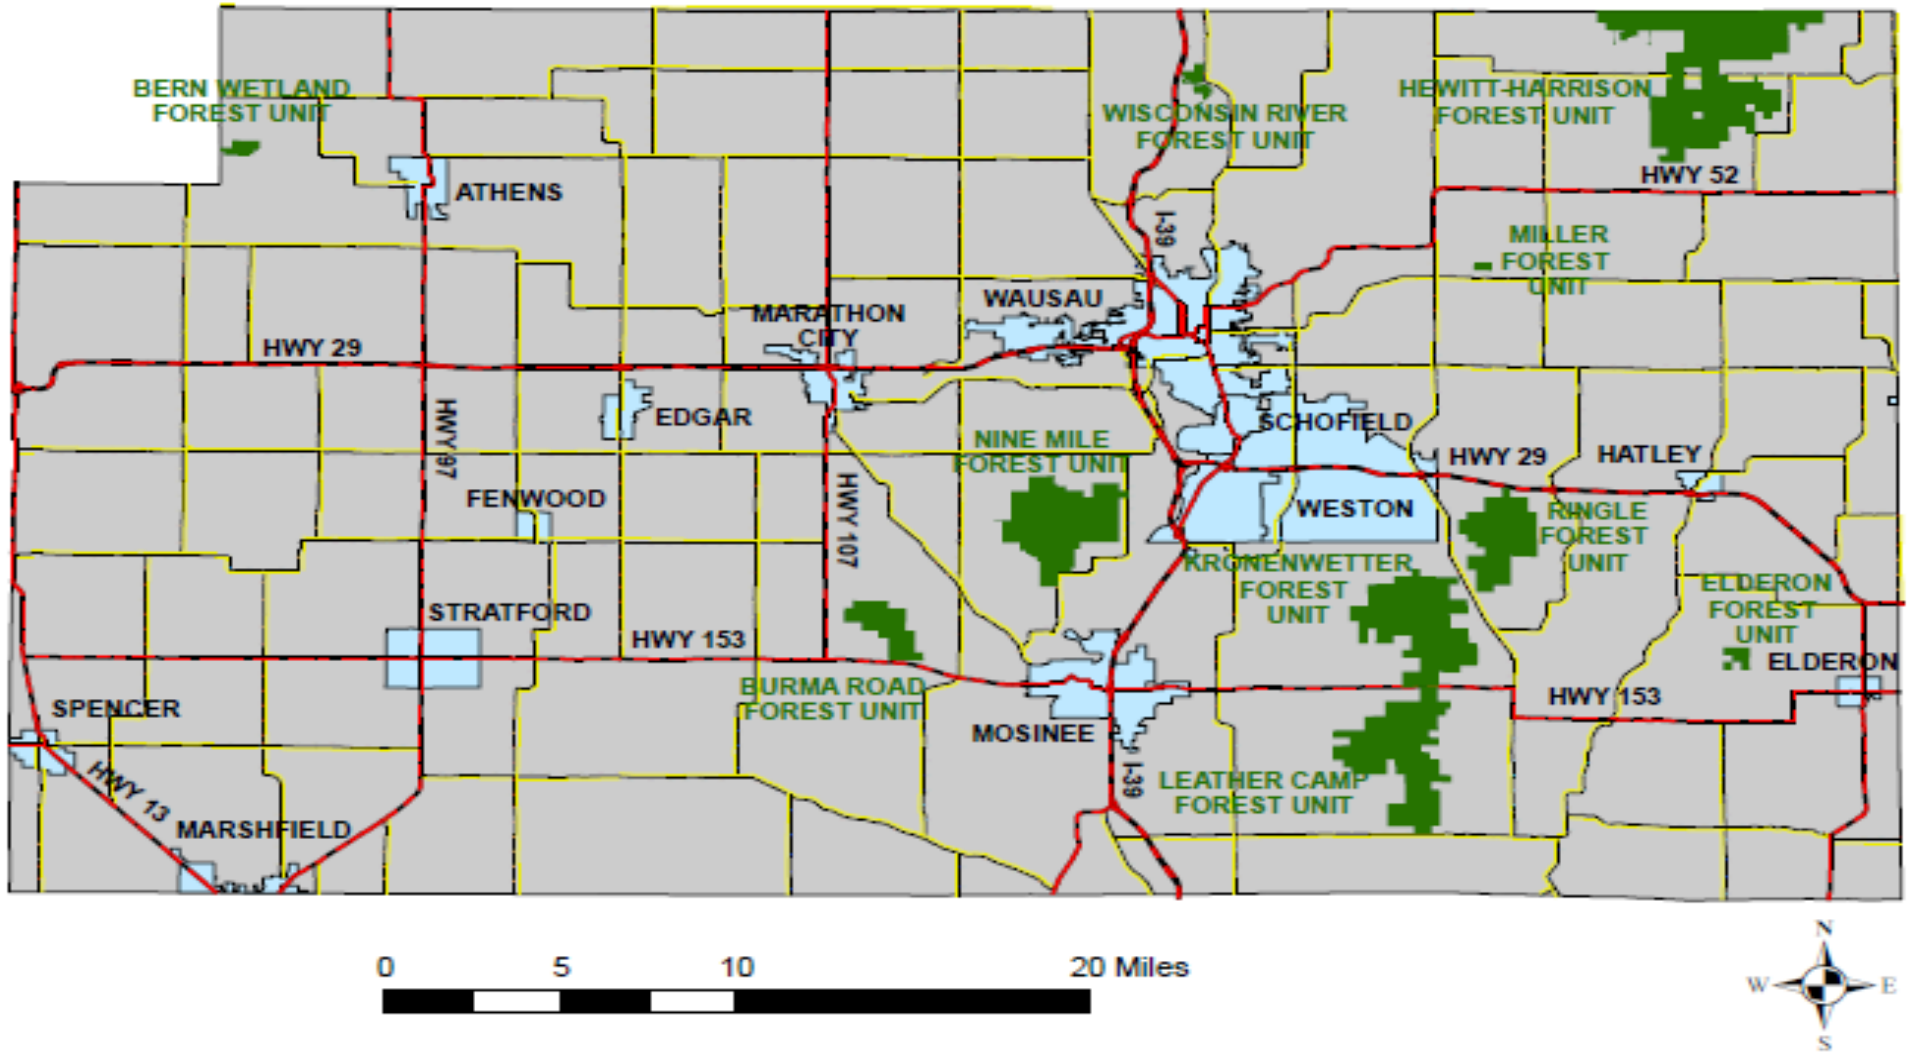 BERN WETLAND
FOREST UNIT
WISCONSIN RIVER
FOREST UNIT
HEWITT-HARRISON
FOREST UNIT
HWY 52
ATHENS
I-39
MILLER
FOREST
UNIT
WAUSAU
MARATHON
CITY
HWY 29
EDGAR
SCHOFIELD
HWY 97
NINE MILE
FOREST UNIT
HWY 29
HATLEY
FENWOOD
HWY 107
WESTON
RINGLE
FOREST
UNIT
KRONENWETTER
FOREST
UNIT
ELDERON
FOREST
UNIT
STRATFORD
HWY 153
ELDERON
BURMA ROAD
FOREST UNIT
HWY 153
SPENCER
MOSINEE
HWY 13
I-39
LEATHER CAMP
FOREST UNIT
MARSHFIELD
0 5 10 20 Miles
N
W E
S